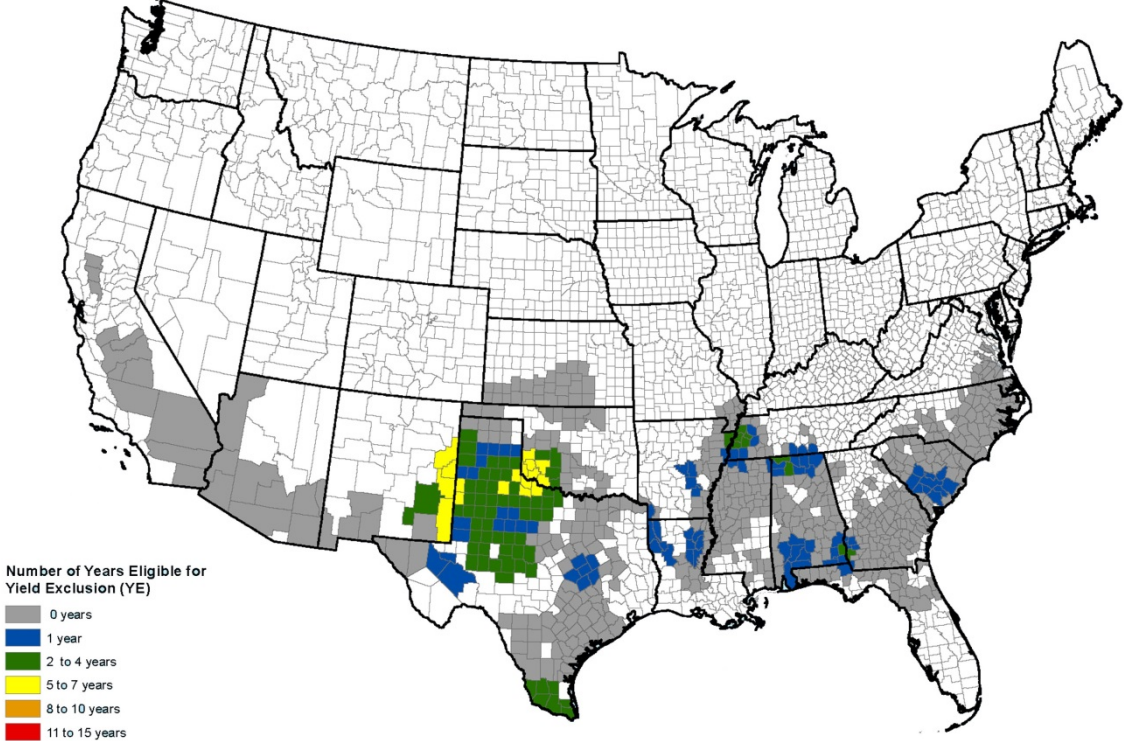 Number of Years Eligible for
Yield Exclusion (YE)
0 years
1 year
2 to 4 years
5 to 7 years
8 to 10 years
11 to 15 years